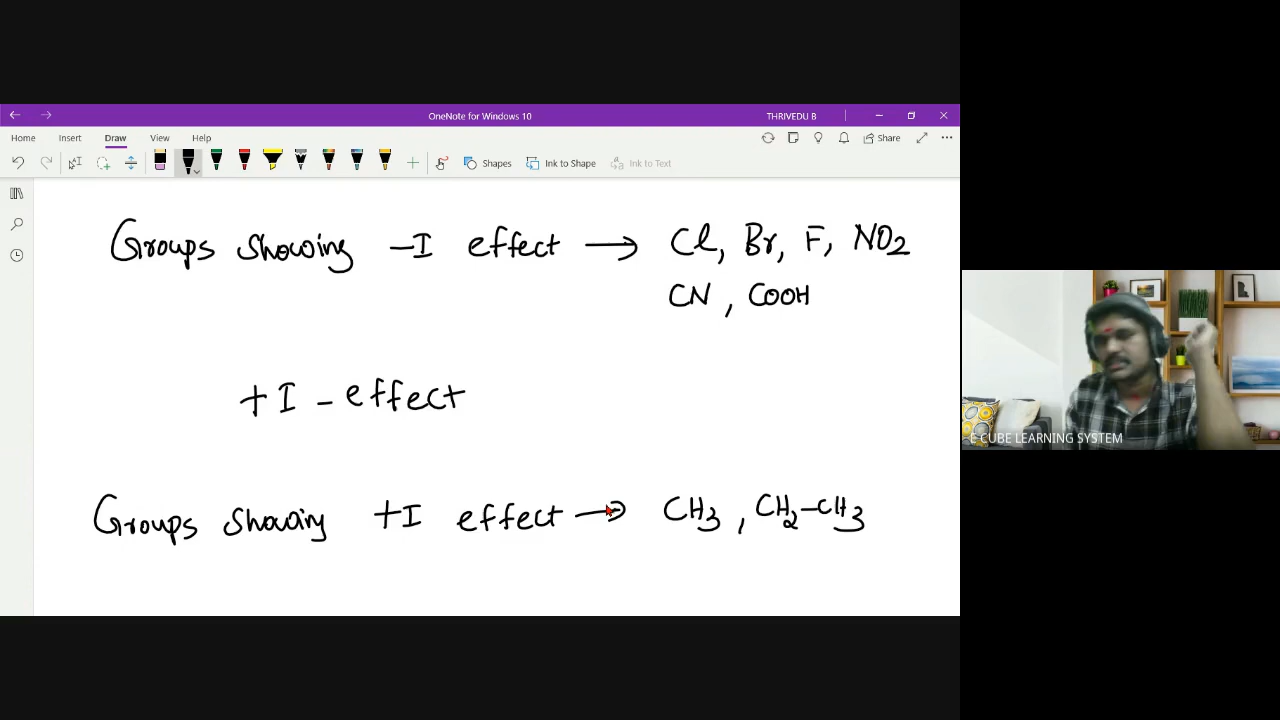 OneNote for Windows 10
THRIVEDU B
Home Insert Draw View Help
Share
Shapes Ink to Shape Ink to Text
Groups showing -I effect → Cl, Br, F, NO2
CN, COOH
+I - effect
Groups showing +I effect → CH3, CH2-CH3
E CUBE LEARNING SYSTEM